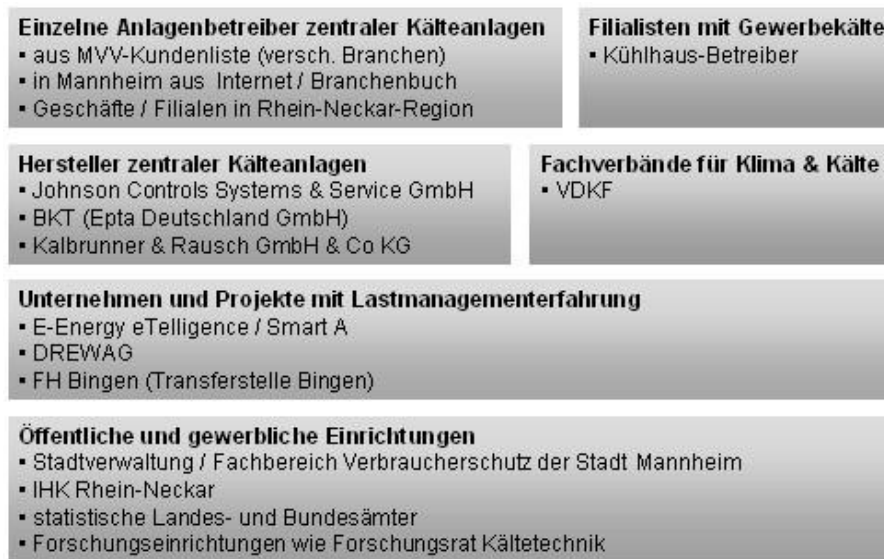 Einzelne Anlagenbetreiber zentraler Kälteanlagen
▪ aus MVV-Kundenliste (versch. Branchen)
▪ in Mannheim aus Internet / Branchenbuch
▪ Geschäfte / Filialen in Rhein-Neckar-Region
Filialisten mit Gewerbekälte
▪ Kühlhaus-Betreiber
Hersteller zentraler Kälteanlagen
▪ Johnson Controls Systems & Service GmbH
▪ BKT (Epta Deutschland GmbH)
▪ Kalbrunner & Rausch GmbH & Co KG
Fachverbände für Klima & Kälte
▪ VDKF
Unternehmen und Projekte mit Lastmanagementerfahrung
▪ E-Energy eTelligence / Smart A
▪ DREWAG
▪ FH Bingen (Transferstelle Bingen)
Öffentliche und gewerbliche Einrichtungen
▪ Stadtverwaltung / Fachbereich Verbraucherschutz der Stadt Mannheim
▪ IHK Rhein-Neckar
▪ statistische Landes- und Bundesämter
▪ Forschungseinrichtungen wie Forschungsrat Kältetechnik